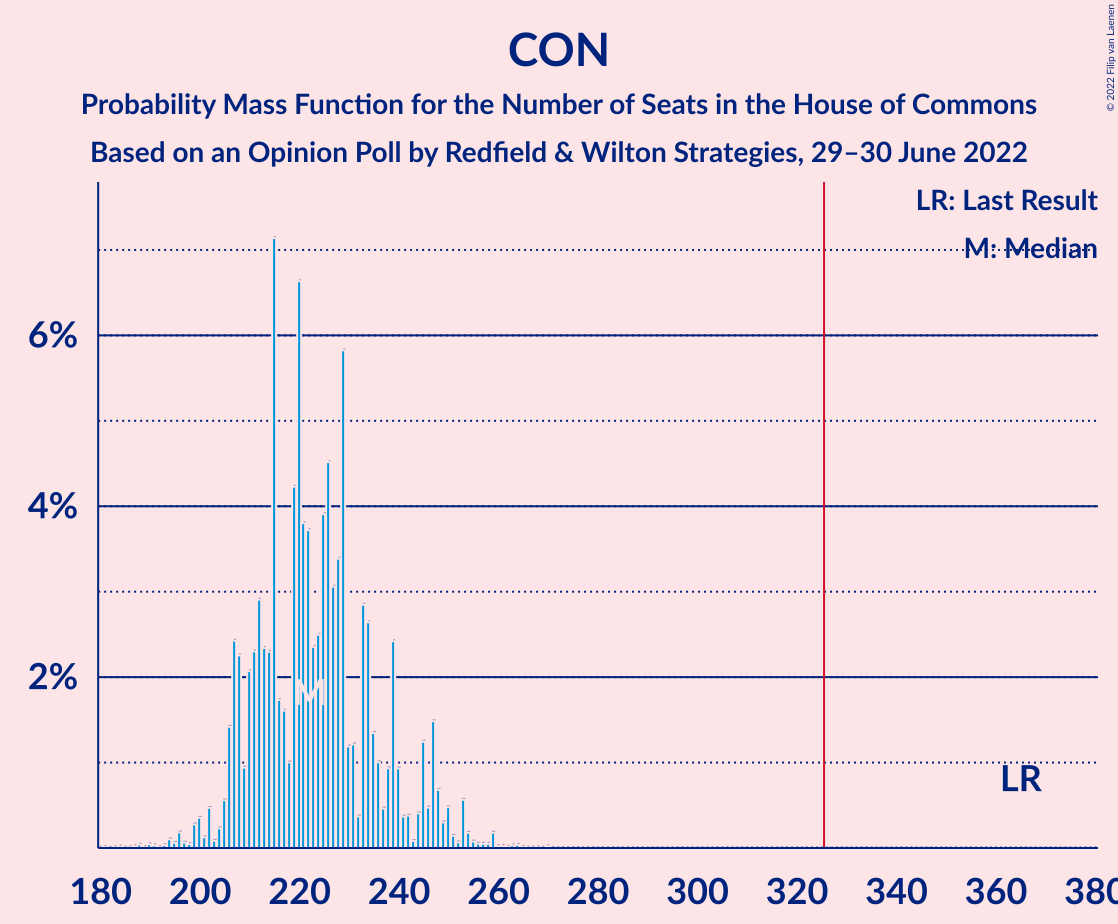 CON
Probability Mass Function for the Number of Seats in the House of Commons
Based on an Opinion Poll by Redfield & Wilton Strategies, 29–30 June 2022
© 2022 Filip van Laenen
LR: Last Result
M: Median
6%
4%
2%
M
LR
180 200 220 240 260 280 300 320 340 360 380